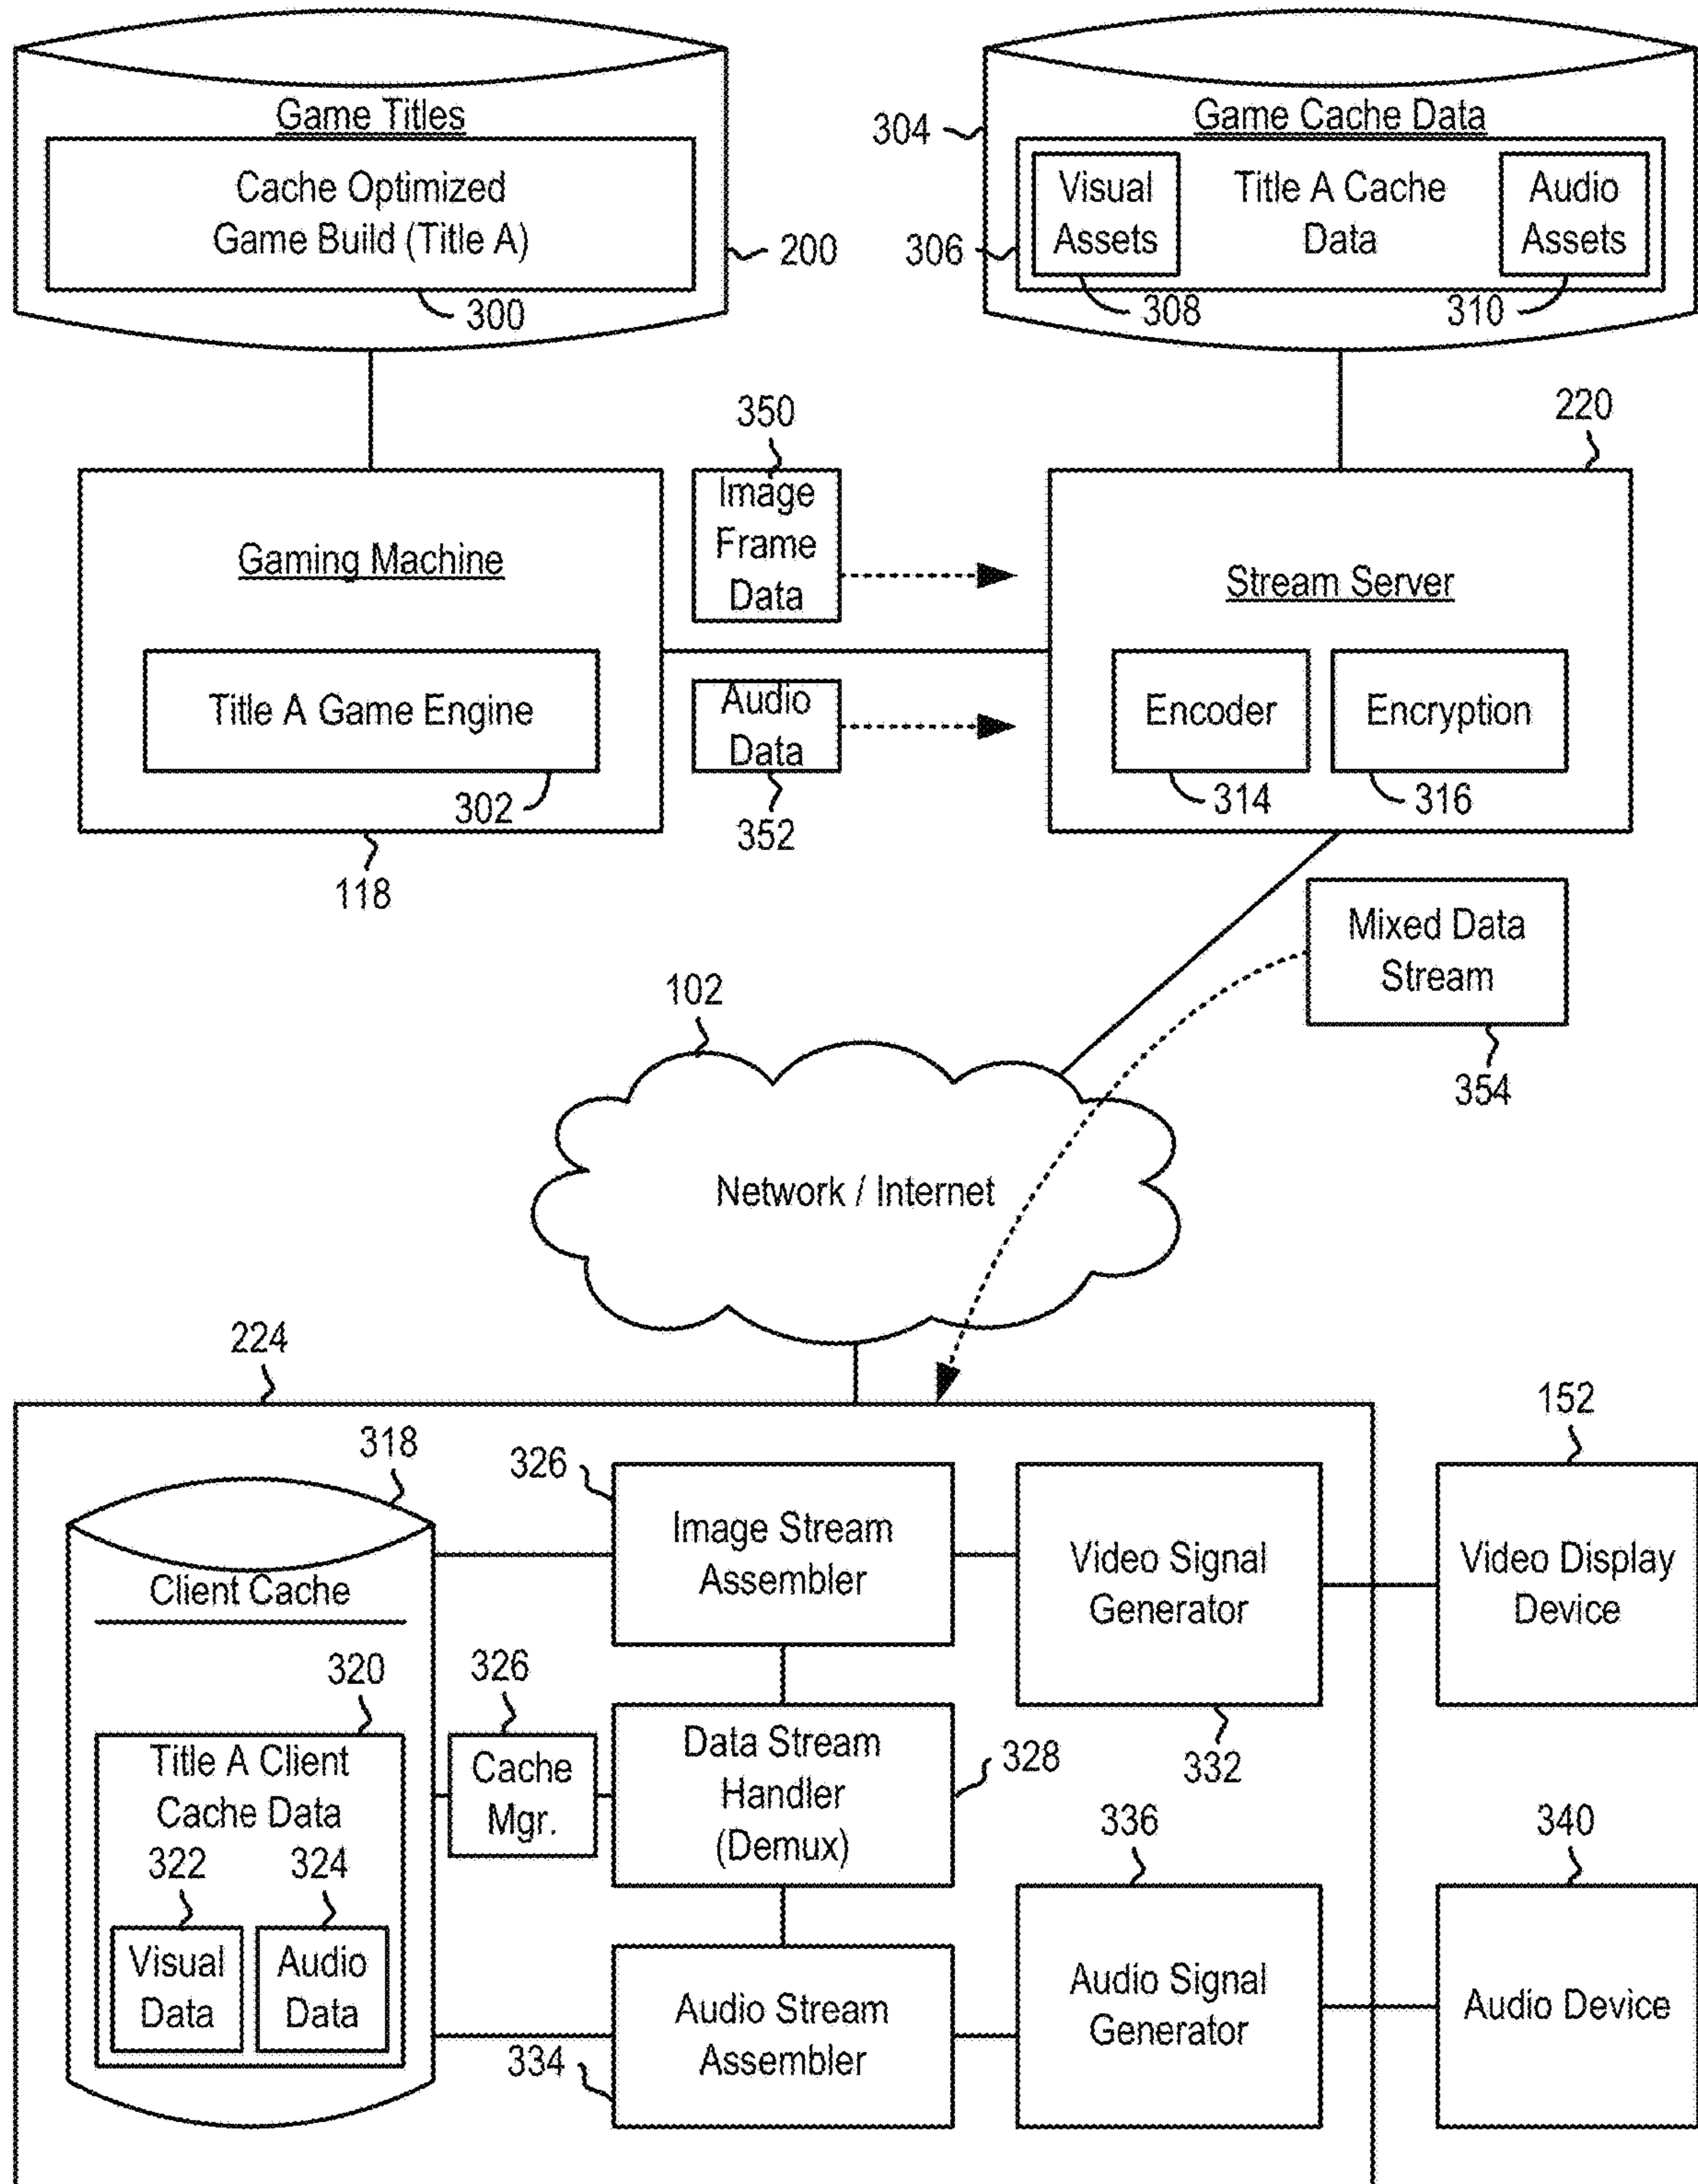 Game Titles
Cache Optimized
Game Build (Title A)
300
200
Game Cache Data
304
Visual
Assets
Title A Cache
Data
Audio
Assets
306
308
310
350
220
Image
Frame
Data
Gaming Machine
Title A Game Engine
302
118
Audio
Data
352
Stream Server
Encoder
Encryption
314
316
Mixed Data
Stream
354
102
Network / Internet
224
318
Client Cache
320
Title A Client
Cache Data
322
324
Visual
Data
Audio
Data
326
Image Stream
Assembler
326
Cache
Mgr.
Data Stream
Handler
(Demux)
328
Audio Stream
Assembler
334
Video Signal
Generator
332
336
Audio Signal
Generator
152
Video Display
Device
340
Audio Device